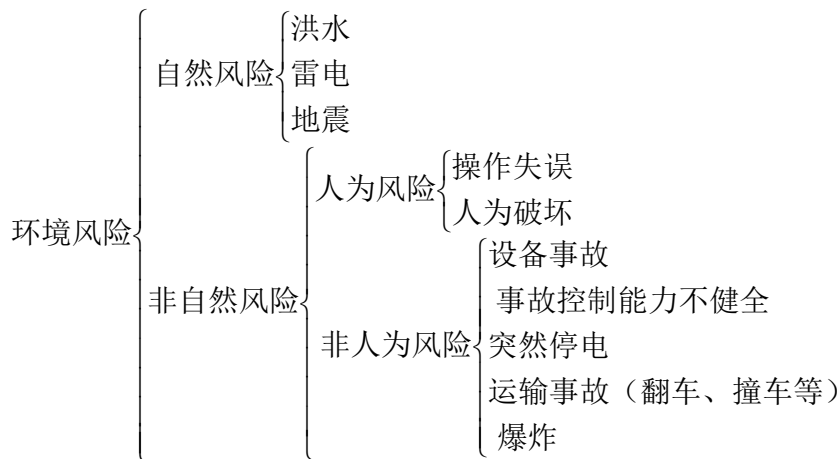 自然风险
洪水
雷电
地震
环境风险
非自然风险
人为风险
操作失误
人为破坏
非人为风险
设备事故
事故控制能力不健全
突然停电
运输事故（翻车、撞车等）
爆炸